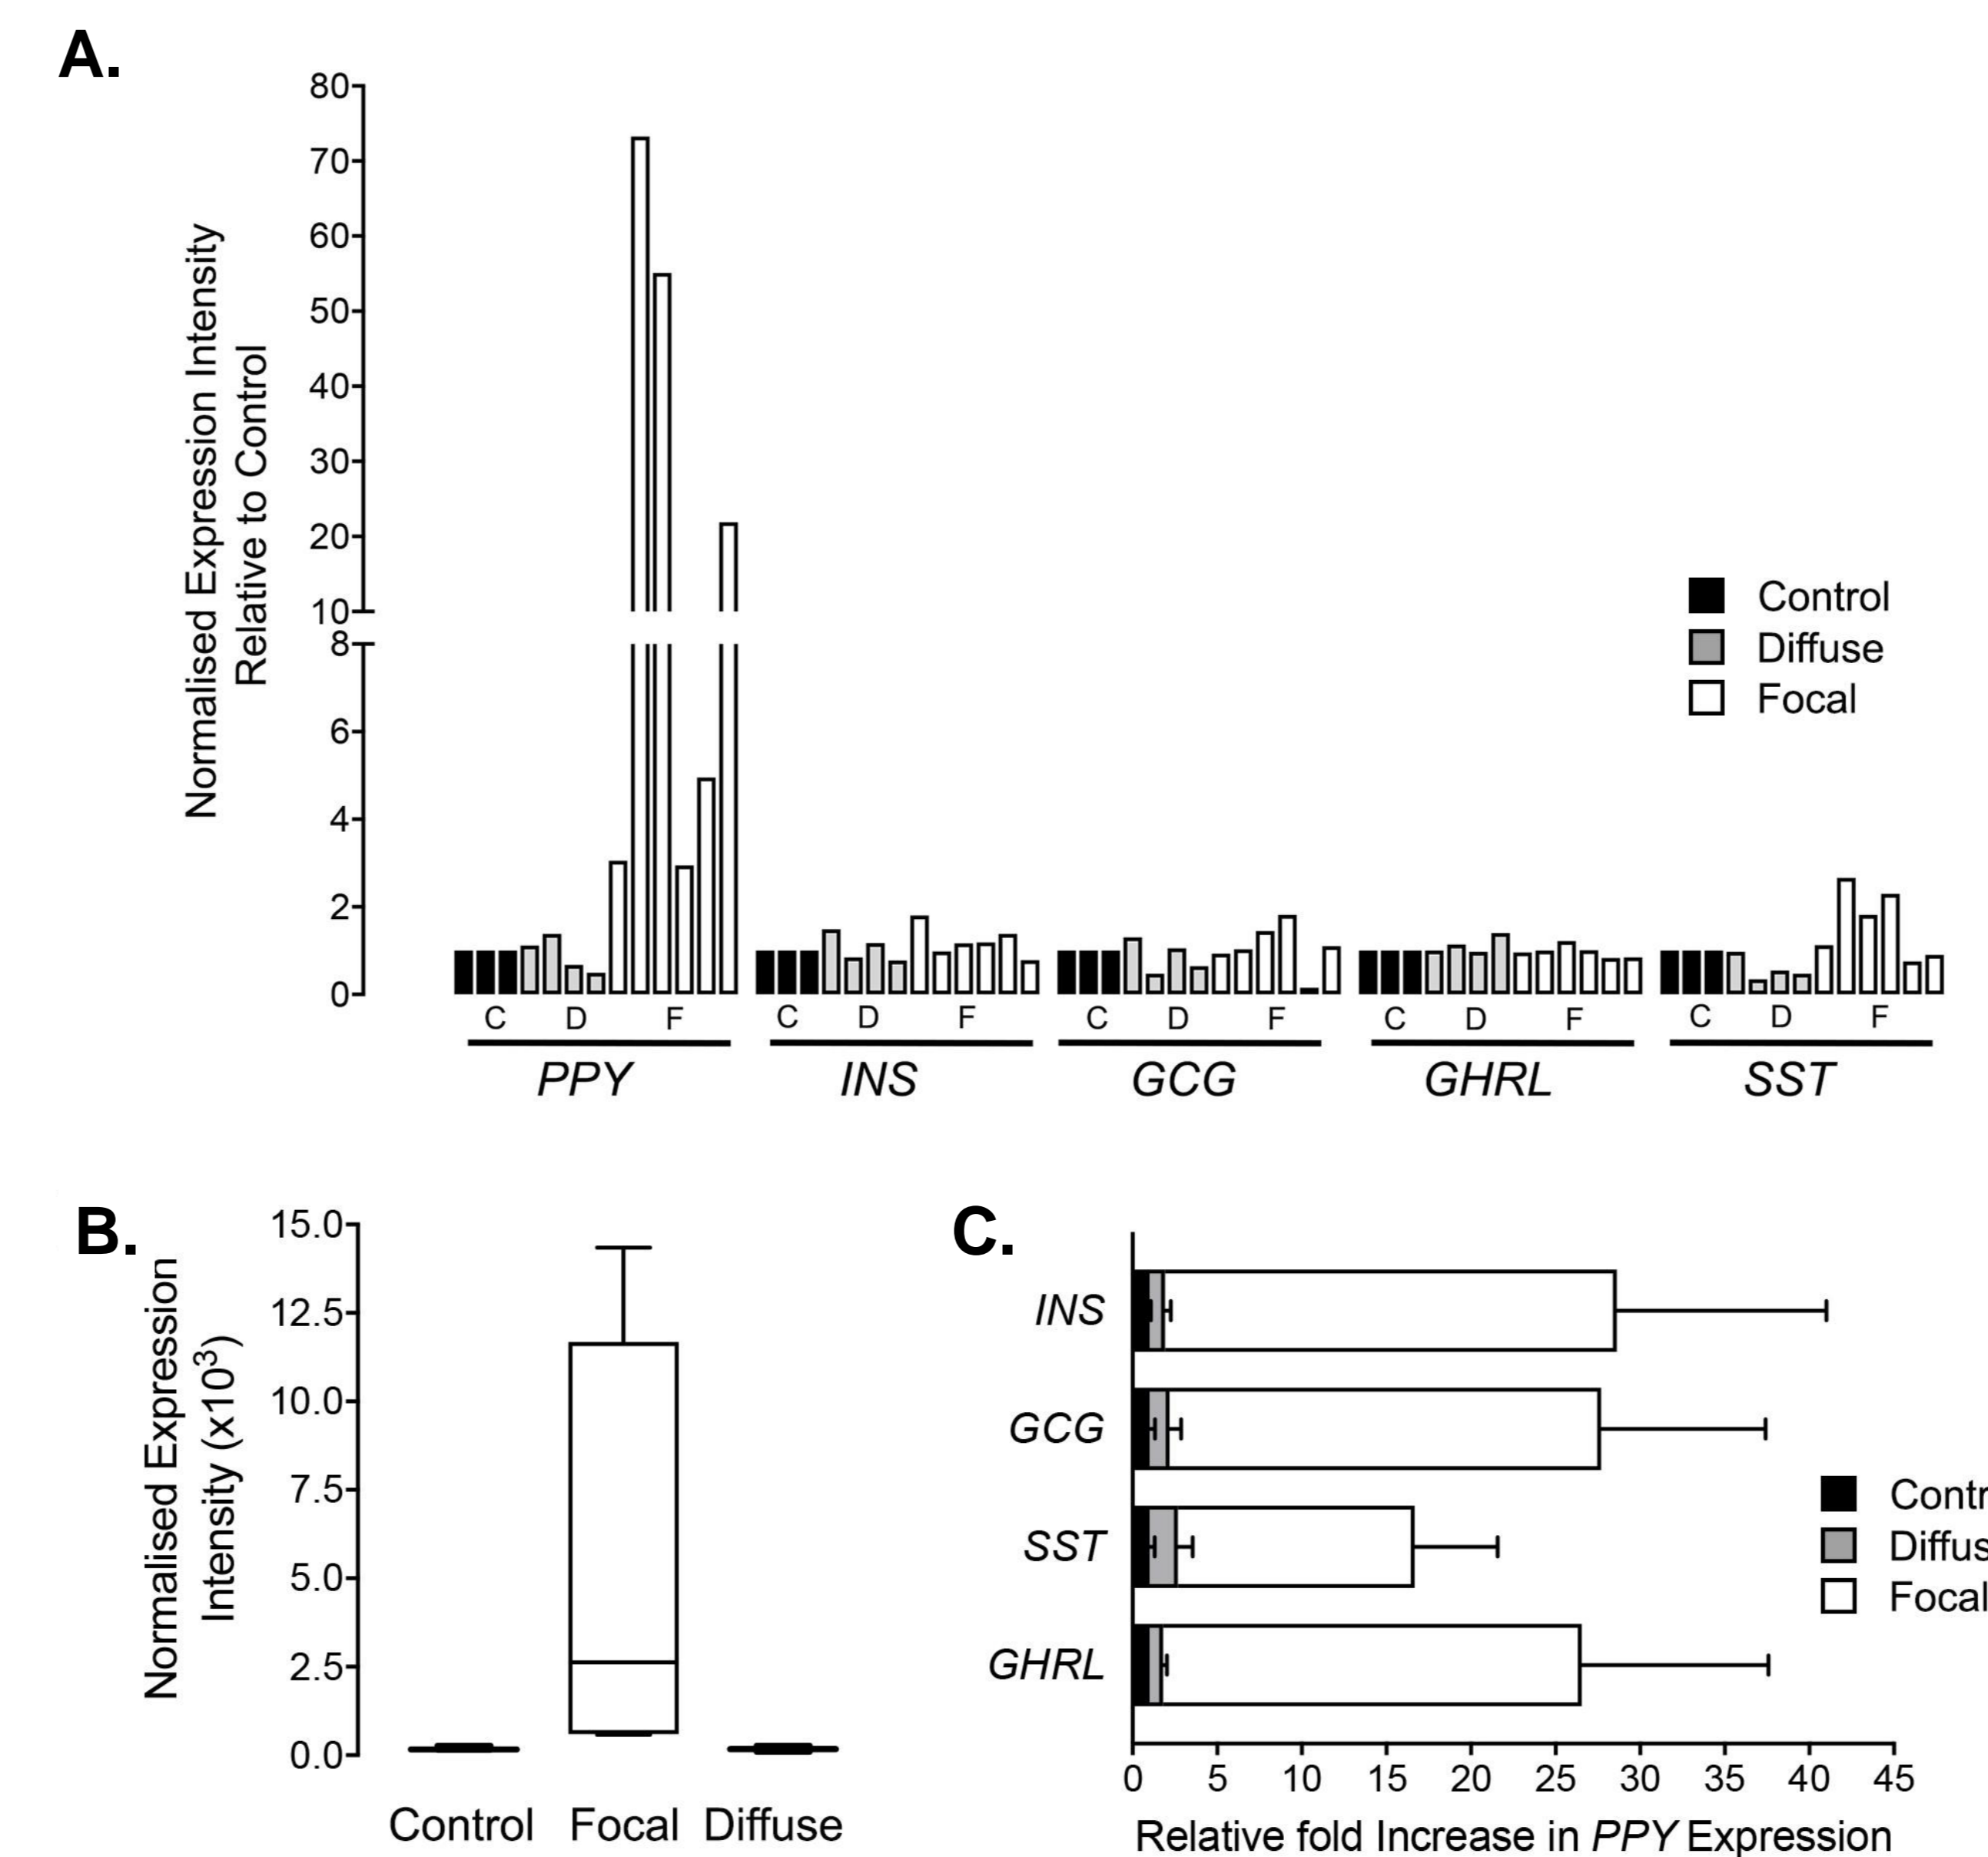 A.
80
70
60
50
40
30
20
10
8
6
4
2
0
Normalised Expression Intensity
Relative to Control
Control
Diffuse
Focal
C D F C D F C D F C D F C D F
PPY INS GCG GHRL SST
B.
15.0
12.5
10.0
7.5
5.0
2.5
0.0
Normalised Expression
Intensity (x10³)
Control Focal Diffuse
C.
INS
GCG
SST
GHRL
Contr
Diffus
Focal
0 5 10 15 20 25 30 35 40 45
Relative fold Increase in PPY Expression